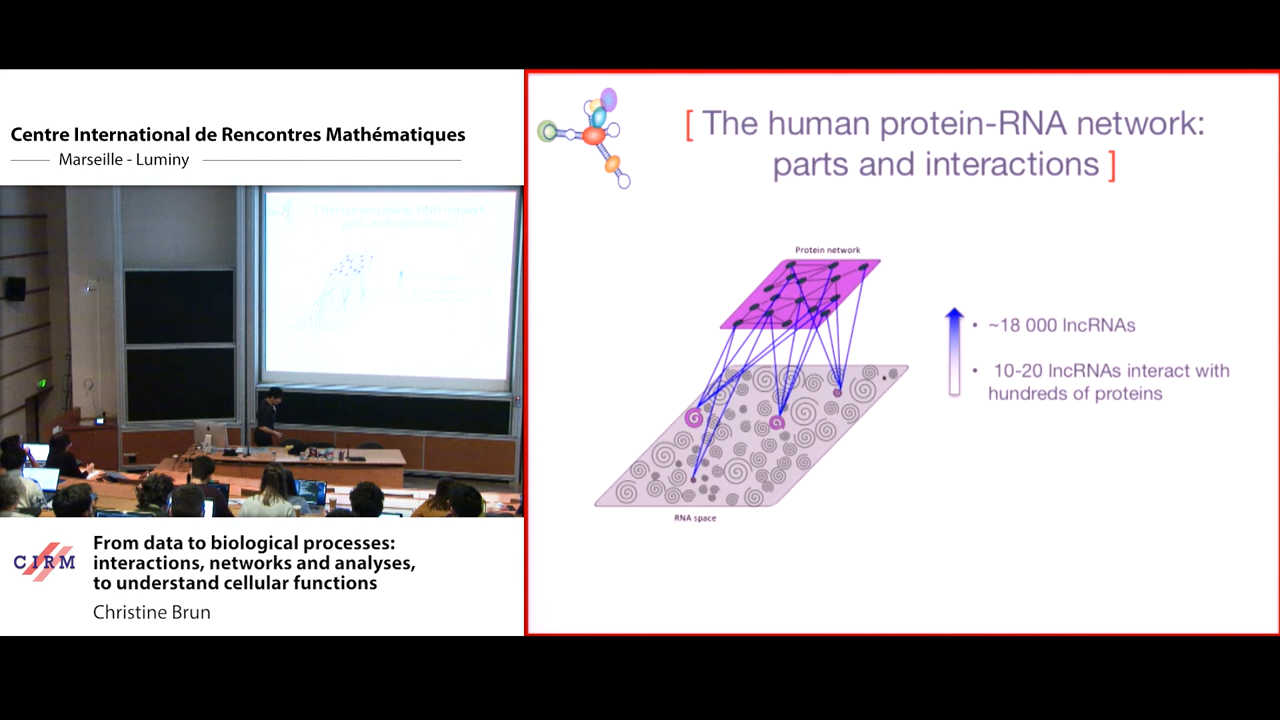 Centre International de Rencontres Mathématiques
Marseille - Luminy
CIRM
From data to biological processes:
interactions, networks and analyses,
to understand cellular functions
Christine Brun
[ The human protein-RNA network:
parts and interactions ]
Protein network
RNA space
• ~18 000 lncRNAs
• 10-20 lncRNAs interact with
hundreds of proteins